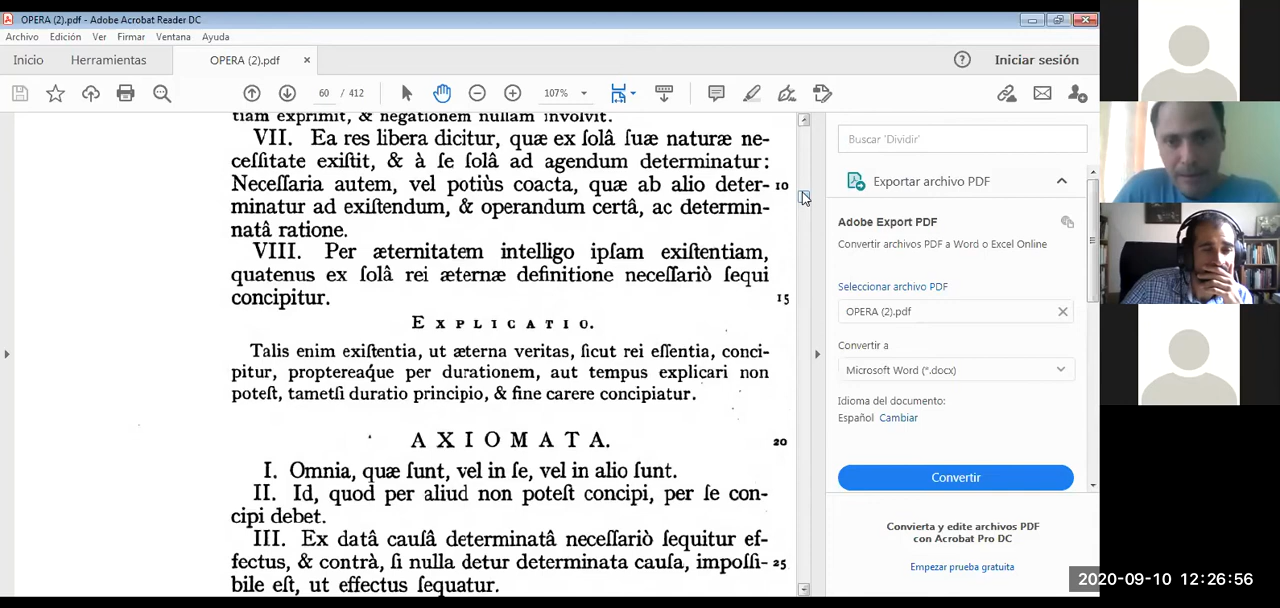 OPERA (2).pdf - Adobe Acrobat Reader DC
Archivo Edición Ver Firmar Ventana Ayuda
Inicio Herramientas OPERA (2).pdf × Iniciar sesión
60 / 412 107%
tiam exprimit, & negationem nullam involvit.
VII. Ea res libera dicitur, quæ ex ſolâ ſuæ naturæ ne-
ceſſitate exiſtit, & à ſe ſolâ ad agendum determinatur:
Neceſſaria autem, vel potiùs coacta, quæ ab alio deter- 10
minatur ad exiſtendum, & operandum certâ, ac determi-
natâ ratione.
VIII. Per æternitatem intelligo ipſam exiſtentiam,
quatenus ex ſolâ rei æternæ definitione neceſſariò ſequi
concipitur. 15
EXPLICATIO.
Talis enim exiſtentia, ut æterna veritas, ſicut rei eſſentia, conci-
pitur, proptereaque per durationem, aut tempus explicari non
poteſt, tametſi duratio principio, & fine carere concipiatur.
AXIOMATA. 20
I. Omnia, quæ ſunt, vel in ſe, vel in alio ſunt.
II. Id, quod per aliud non poteſt concipi, per ſe con-
cipi debet.
III. Ex datâ cauſâ determinatâ neceſſariò ſequitur ef-
fectus, & contrà, ſi nulla detur determinata cauſa, impoſſi- 25
bile eſt, ut effectus ſequatur.
Buscar 'Dividir'
Exportar archivo PDF
Adobe Export PDF
Convertir archivos PDF a Word o Excel Online
Seleccionar archivo PDF
OPERA (2).pdf
Convertir a
Microsoft Word (*.docx)
Idioma del documento:
Español Cambiar
Convertir
Convierta y edite archivos PDF
con Acrobat Pro DC
Empezar prueba gratuita
2020-09-10 12:26:56